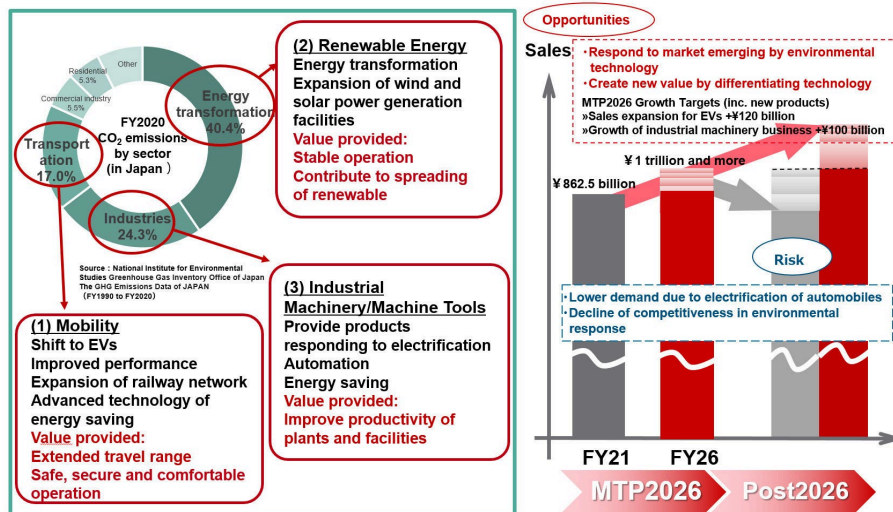 Other
Residential
5.3%
Commercial industry
5.5%
Transport
ation
17.0%
Energy
transformation
40.4%
FY2020
CO₂ emissions
by sector
(in Japan )
Industries
24.3%
Source : National Institute for Environmental
Studies Greenhouse Gas Inventory Office of Japan
The GHG Emissions Data of JAPAN
(FY1990 to FY2020)
(1) Mobility
Shift to EVs
Improved performance
Expansion of railway network
Advanced technology of
energy saving
Value provided:
Extended travel range
Safe, secure and comfortable
operation
(2) Renewable Energy
Energy transformation
Expansion of wind and
solar power generation
facilities
Value provided:
Stable operation
Contribute to spreading
of renewable
(3) Industrial
Machinery/Machine Tools
Provide products
responding to electrification
Automation
Energy saving
Value provided:
Improve productivity of
plants and facilities
Opportunities
Sales
・Respond to market emerging by environmental
technology
・Create new value by differentiating technology
MTP2026 Growth Targets (inc. new products)
»Sales expansion for EVs +¥120 billion
»Growth of industrial machinery business +¥100 billion
¥ 1 trillion and more
¥ 862.5 billion
Risk
・Lower demand due to electrification of automobiles
・Decline of competitiveness in environmental
response
FY21
FY26
MTP2026
Post2026